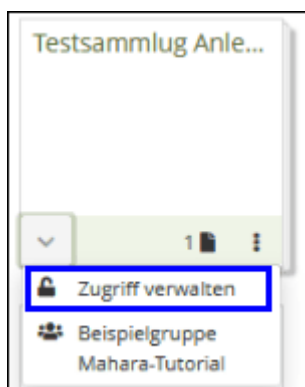 Testsammlug Anle...
1
Zugriff verwalten
Beispielgruppe
Mahara-Tutorial